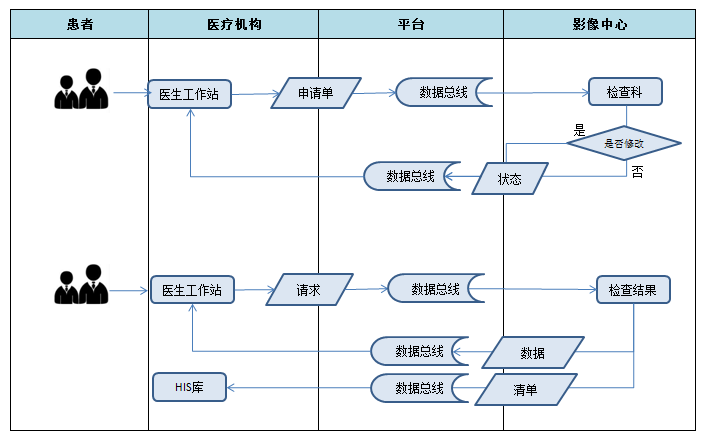 患者
医疗机构
平台
影像中心
医生工作站
申请单
数据总线
检查科
是
是否修改
数据总线
状态
否
医生工作站
请求
数据总线
检查结果
数据总线
数据
HIS库
数据总线
清单